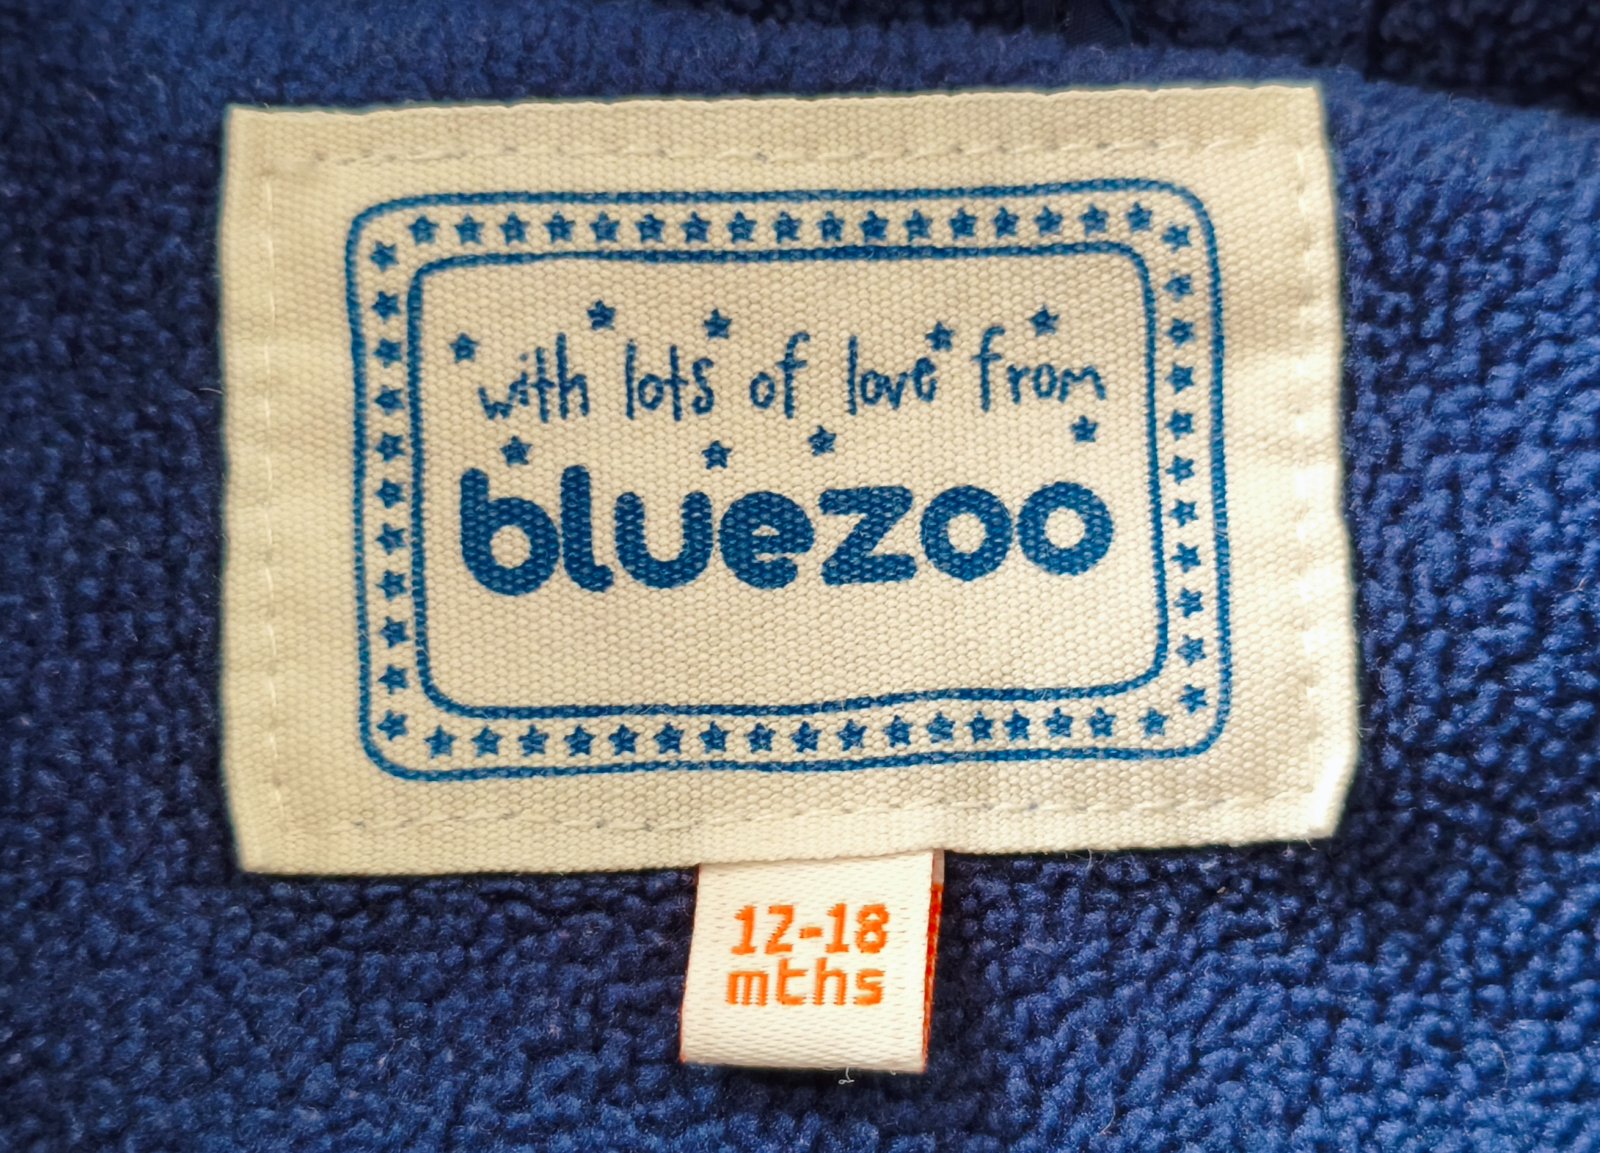 with lots of love from
bluezoo
12-18
mths